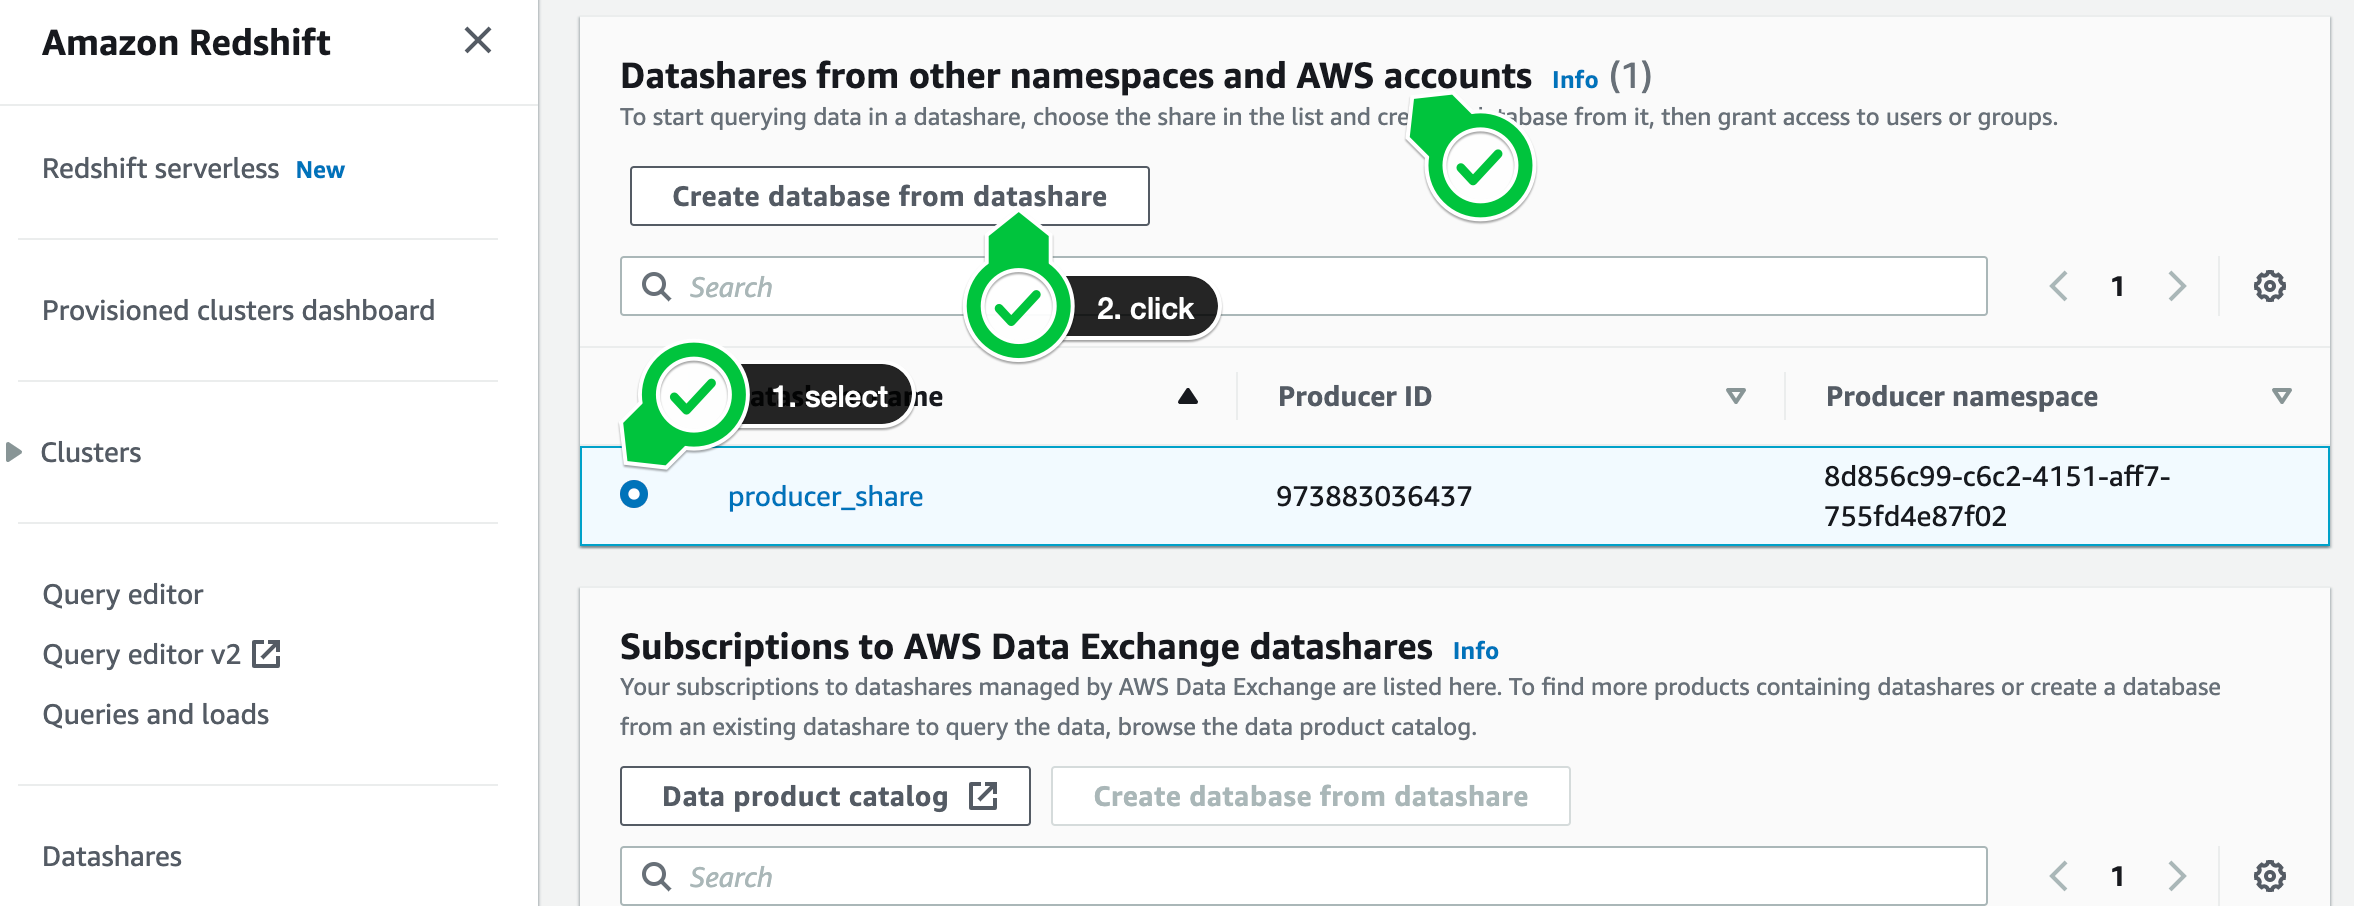 Amazon Redshift
Redshift serverless New
Provisioned clusters dashboard
Clusters
Query editor
Query editor v2
Queries and loads
Datashares
Datashares from other namespaces and AWS accounts Info (1)
To start querying data in a datashare, choose the share in the list and database from it, then grant access to users or groups.
Create database from datashare
Search
2. click
1
1. select
Producer ID
Producer namespace
producer_share
973883036437
8d856c99-c6c2-4151-aff7-
755fd4e87f02
Subscriptions to AWS Data Exchange datashares Info
Your subscriptions to datashares managed by AWS Data Exchange are listed here. To find more products containing datashares or create a database
from an existing datashare to query the data, browse the data product catalog.
Data product catalog
Create database from datashare
Search
1